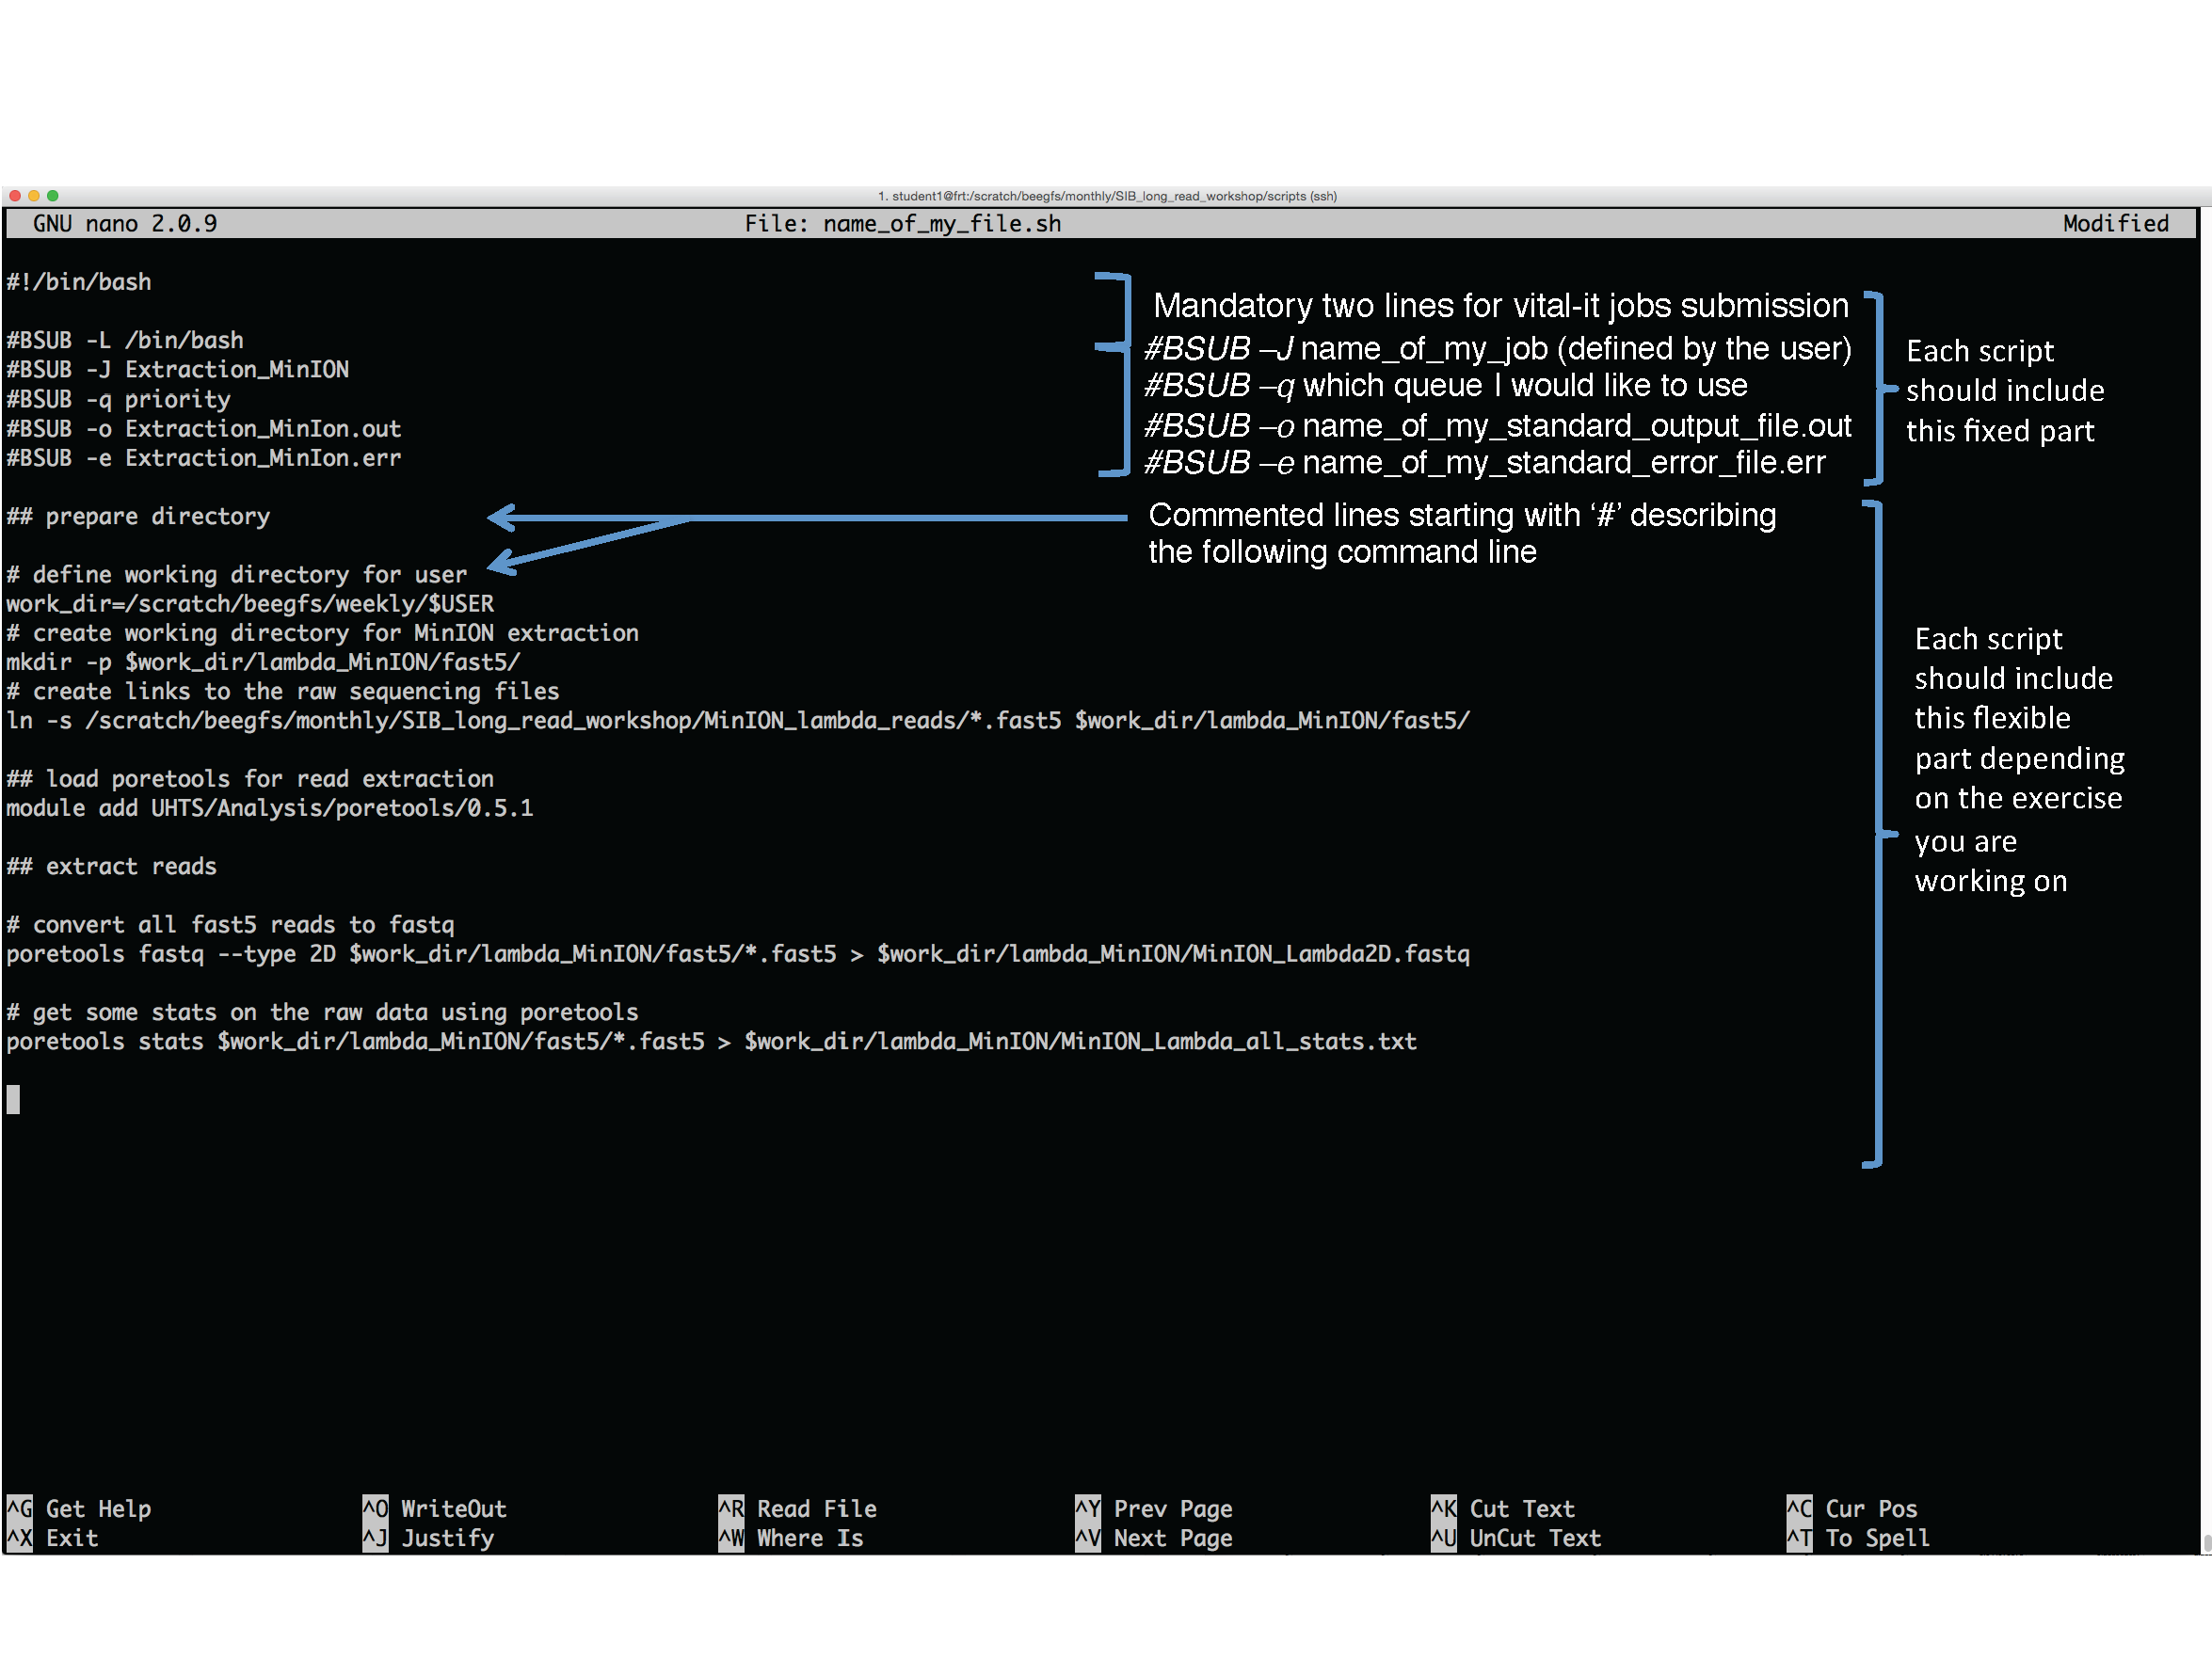 1. student1@frt:/scratch/beegfs/monthly/SIB_long_read_workshop/scripts (ssh)
GNU nano 2.0.9 File: name_of_my_file.sh Modified
#!/bin/bash
#BSUB -L /bin/bash
#BSUB -J Extraction_MinION
#BSUB -q priority
#BSUB -o Extraction_MinIon.out
#BSUB -e Extraction_MinIon.err
## prepare directory
# define working directory for user
work_dir=/scratch/beegfs/weekly/$USER
# create working directory for MinION extraction
mkdir -p $work_dir/lambda_MinION/fast5/
# create links to the raw sequencing files
ln -s /scratch/beegfs/monthly/SIB_long_read_workshop/MinION_lambda_reads/*.fast5 $work_dir/lambda_MinION/fast5/
## load poretools for read extraction
module add UHTS/Analysis/poretools/0.5.1
## extract reads
# convert all fast5 reads to fastq
poretools fastq --type 2D $work_dir/lambda_MinION/fast5/*.fast5 > $work_dir/lambda_MinION/MinION_Lambda2D.fastq
# get some stats on the raw data using poretools
poretools stats $work_dir/lambda_MinION/fast5/*.fast5 > $work_dir/lambda_MinION/MinION_Lambda_all_stats.txt
Mandatory two lines for vital-it jobs submission
#BSUB –J name_of_my_job (defined by the user)
#BSUB –q which queue I would like to use
#BSUB –o name_of_my_standard_output_file.out
#BSUB –e name_of_my_standard_error_file.err
Commented lines starting with ‘#’ describing
the following command line
Each script
should include
this fixed part
Each script
should include
this flexible
part depending
on the exercise
you are
working on
^G Get Help ^O WriteOut ^R Read File ^Y Prev Page ^K Cut Text ^C Cur Pos
^X Exit ^J Justify ^W Where Is ^V Next Page ^U UnCut Text ^T To Spell